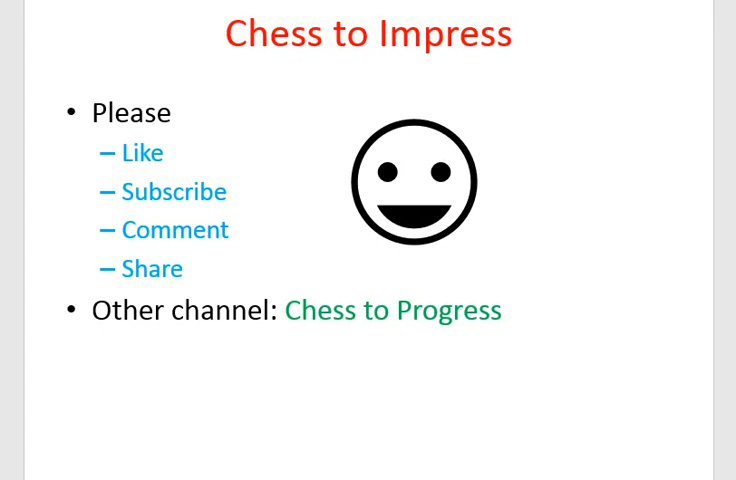 Chess to Impress
• Please
– Like
– Subscribe
– Comment
– Share
• Other channel: Chess to Progress